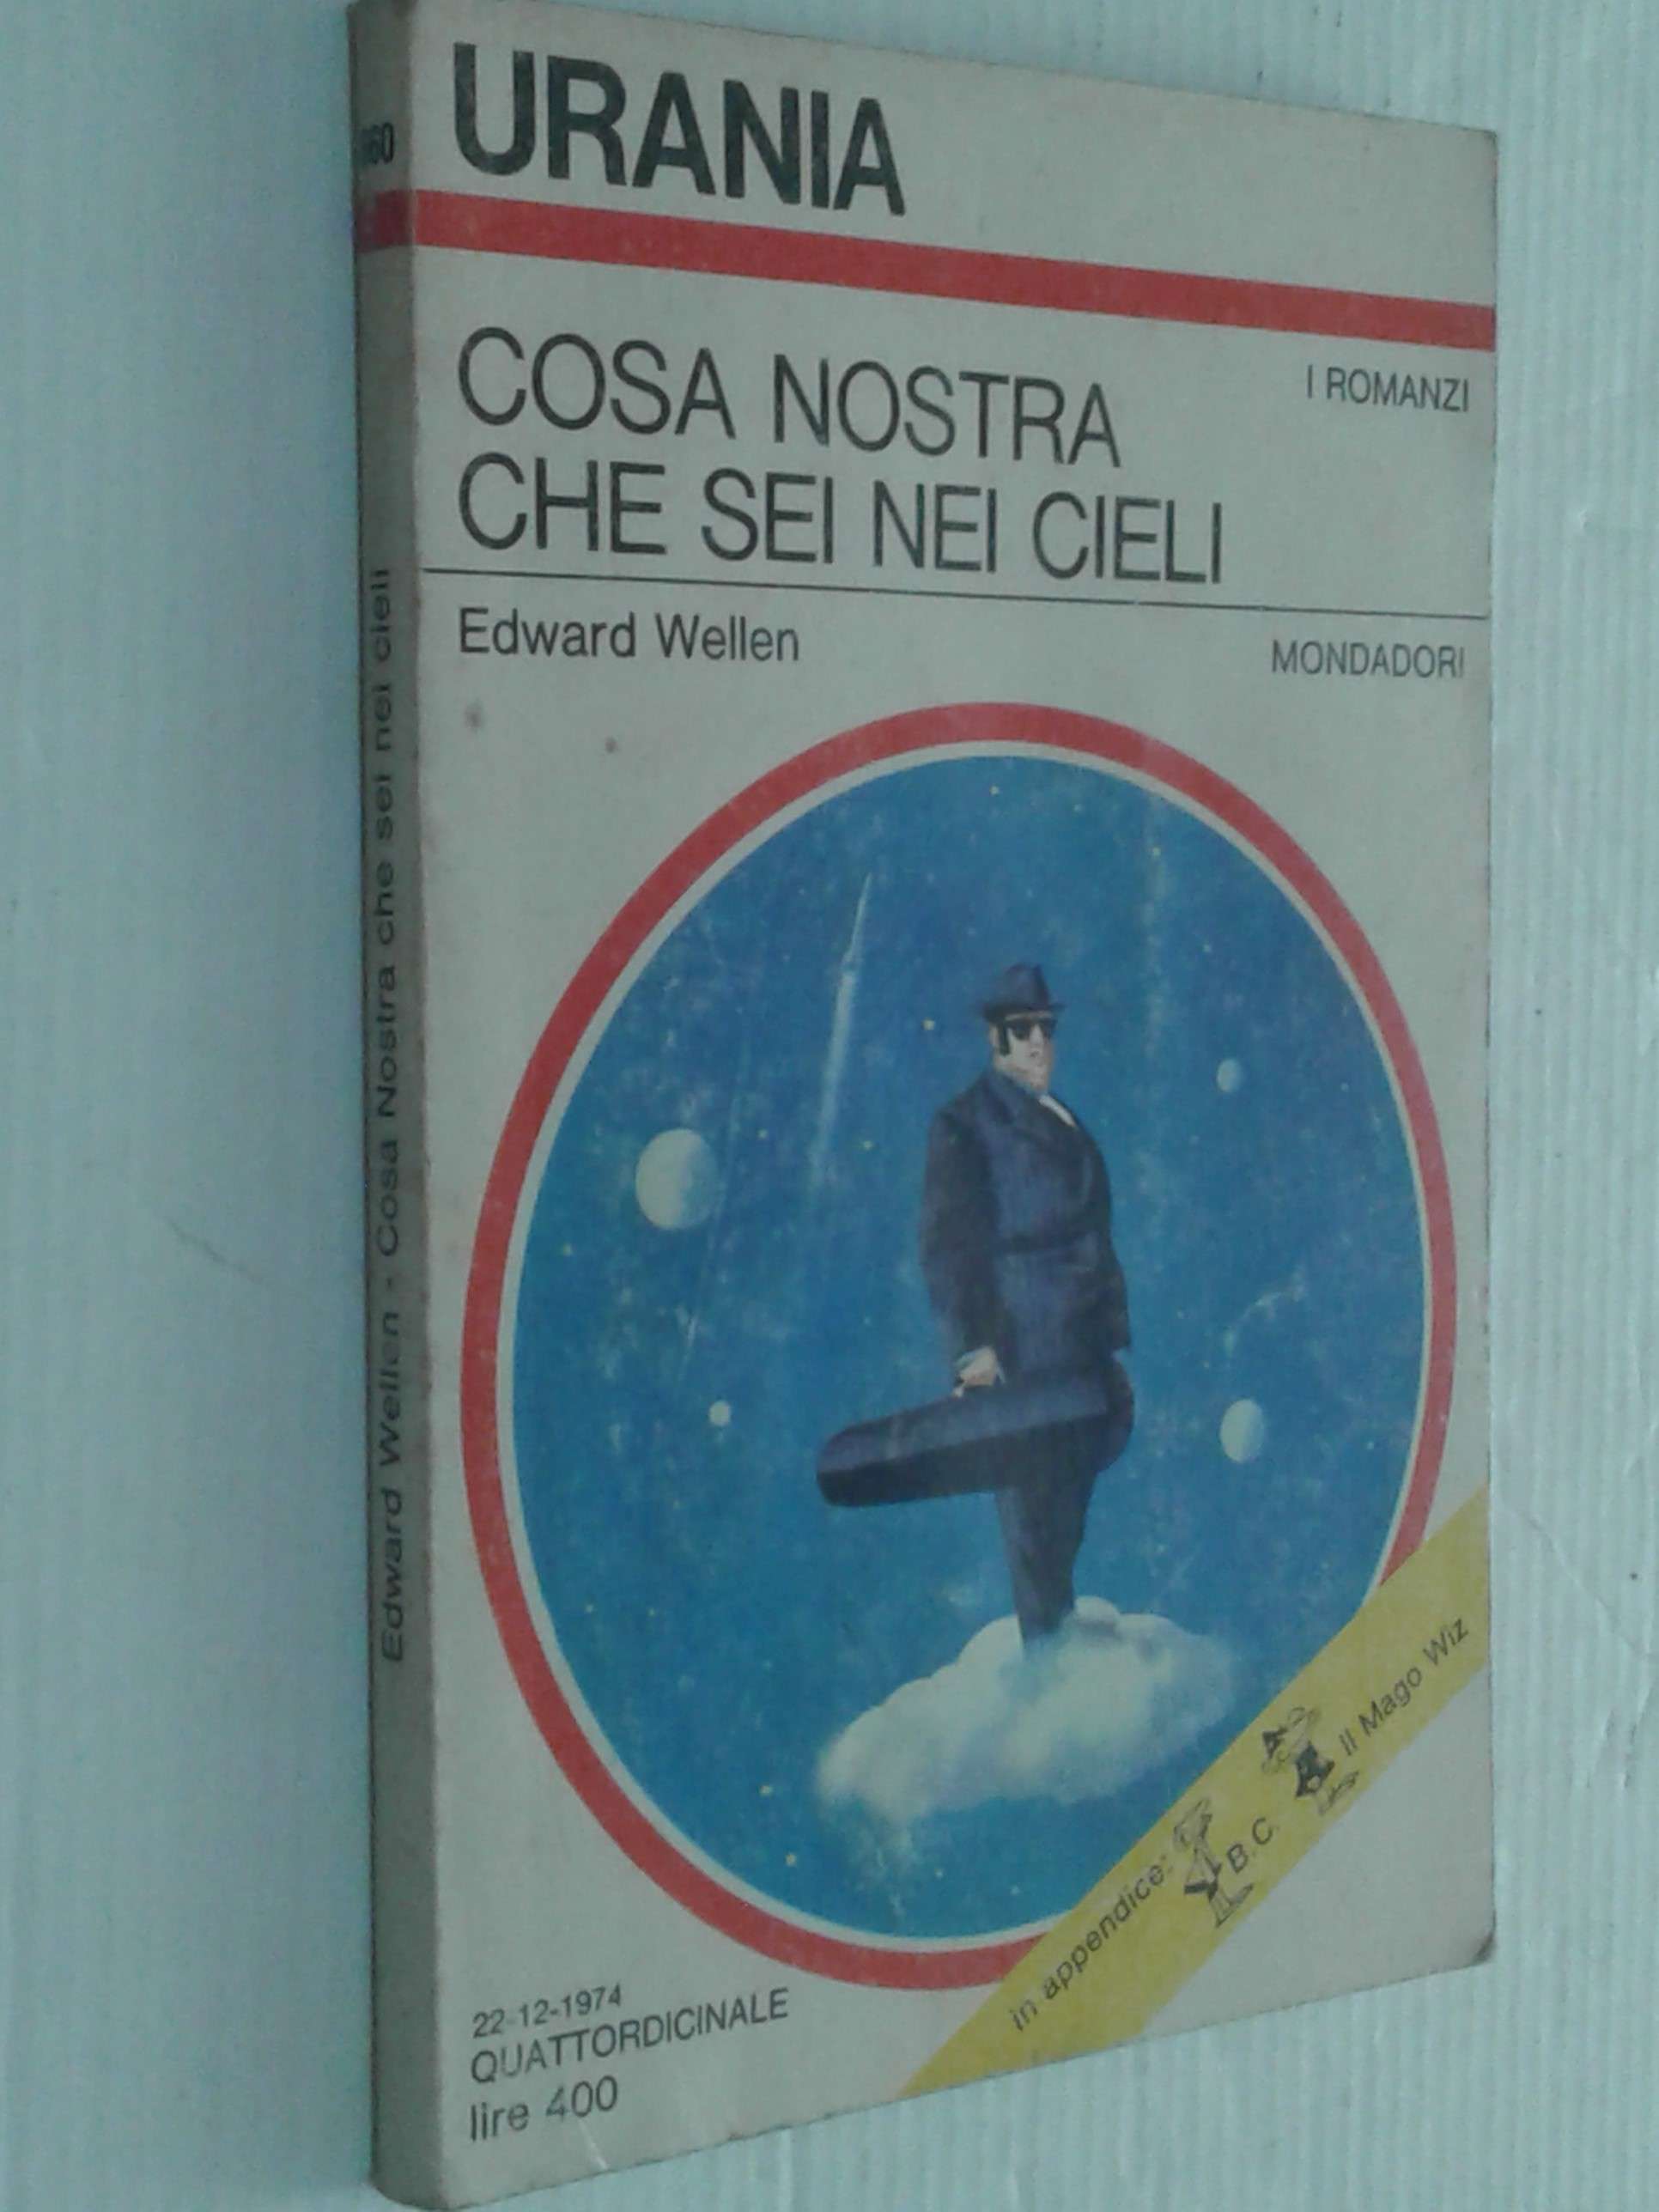 URANIA
COSA NOSTRA
CHE SEI NEI CIELI
I ROMANZI
Edward Wellen
MONDADORI
in appendice: B.C. Il Mago Wiz
22-12-1974
QUATTORDICINALE
lire 400
Edward Wellen - Cosa Nostra che sei nei cieli